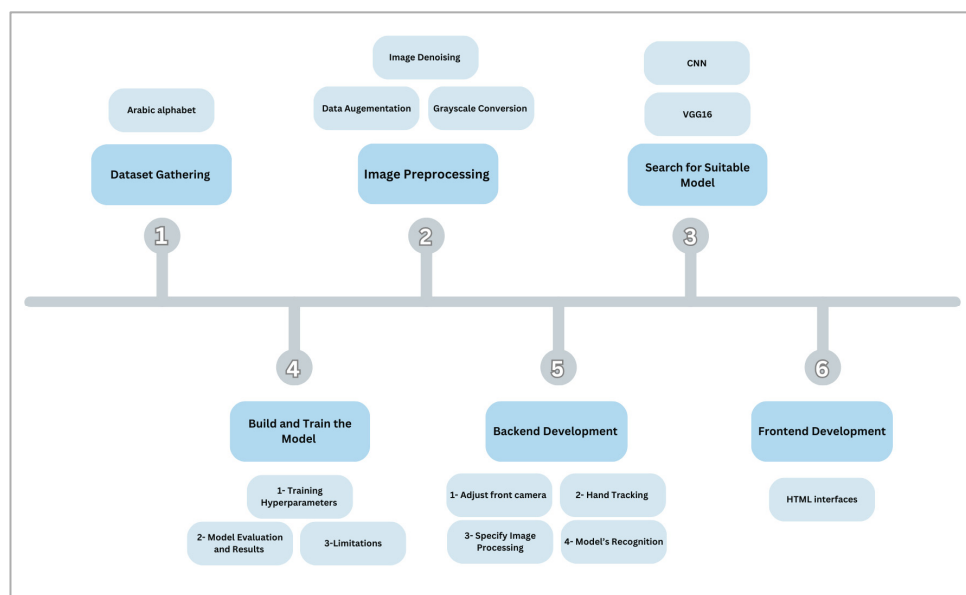 Arabic alphabet
Dataset Gathering
1
Image Denoising
Data Augementation
Grayscale Conversion
Image Preprocessing
2
CNN
VGG16
Search for Suitable
Model
3
4
Build and Train the
Model
1- Training
Hyperparameters
2- Model Evaluation
and Results
3-Limitations
5
Backend Development
1- Adjust front camera
2- Hand Tracking
3- Specify Image
Processing
4- Model's Recognition
6
Frontend Development
HTML interfaces